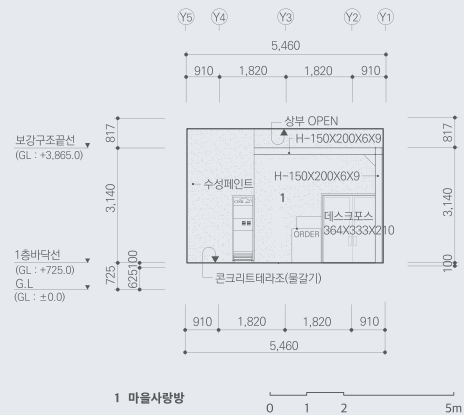 Y5 Y4 Y3 Y2 Y1
5,460
910 1,820 1,820 910
상부 OPEN
817
보강구조끝선
(GL : +3,865.0)
H-150X200X6X9
817
H-150X200X6X9
수성페인트
1
3,140
3,140
데스크포스
364X333X210
ORDER
1층바닥선
(GL : +725.0)
100
100
725
625
G.L
(GL : ±0.0)
콘크리트테라조(물갈기)
910 1,820 1,820 910
5,460
1 마을사랑방
0 1 2 5m